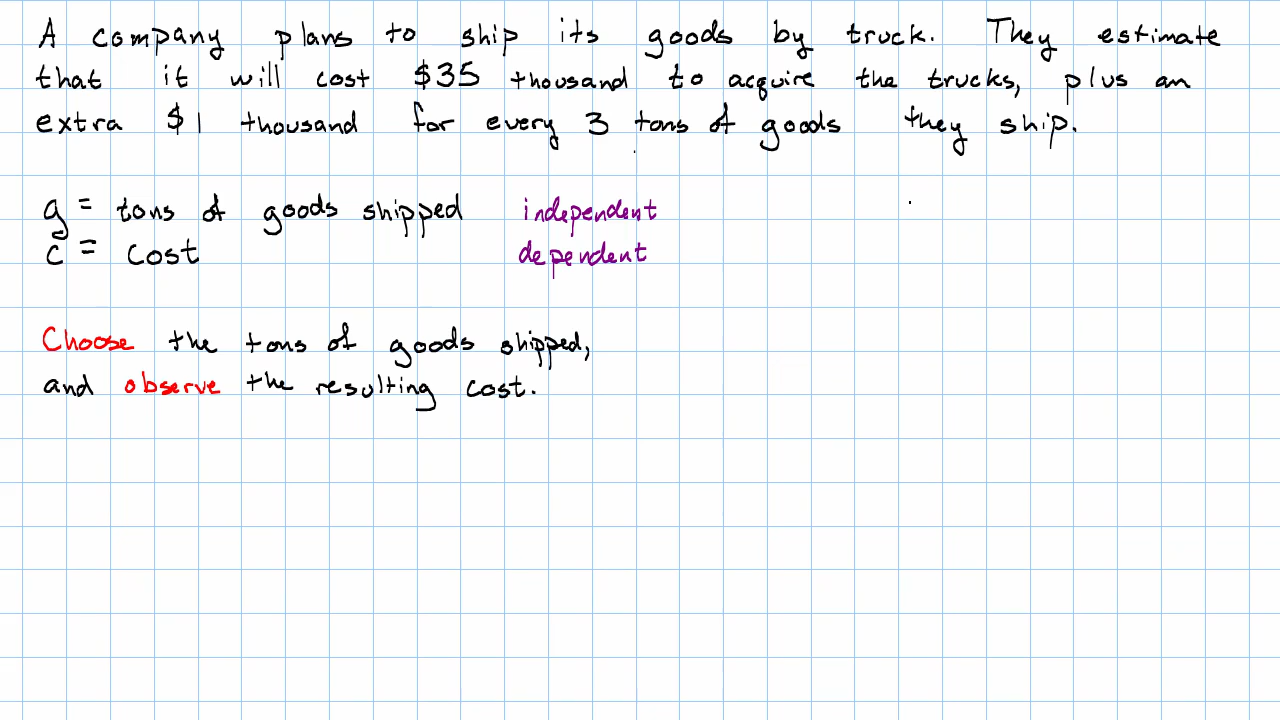 A company plans to ship its goods by truck. They estimate
that it will cost $35 thousand to acquire the trucks, plus an
extra $1 thousand for every 3 tons of goods they ship.
g = tons of goods shipped independent
c = cost dependent
Choose the tons of goods shipped,
and observe the resulting cost.